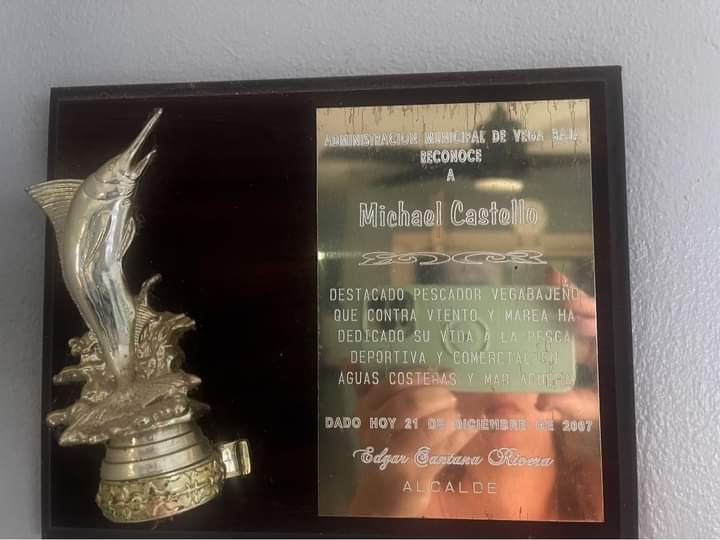 ADMINISTRACION MUNICIPAL DE VEGA BAJA
RECONOCE
A
Michael Castello
DESTACADO PESCADOR VEGABAJEÑO
QUE CONTRA VIENTO Y MAREA HA
DEDICADO SU VIDA A LA PESCA
DEPORTIVA Y COMERCIAL EN
AGUAS COSTERAS Y MAR
DADO HOY 21 DE DICIEMBRE DE 2007
Edgar Santana Rivera
ALCALDE